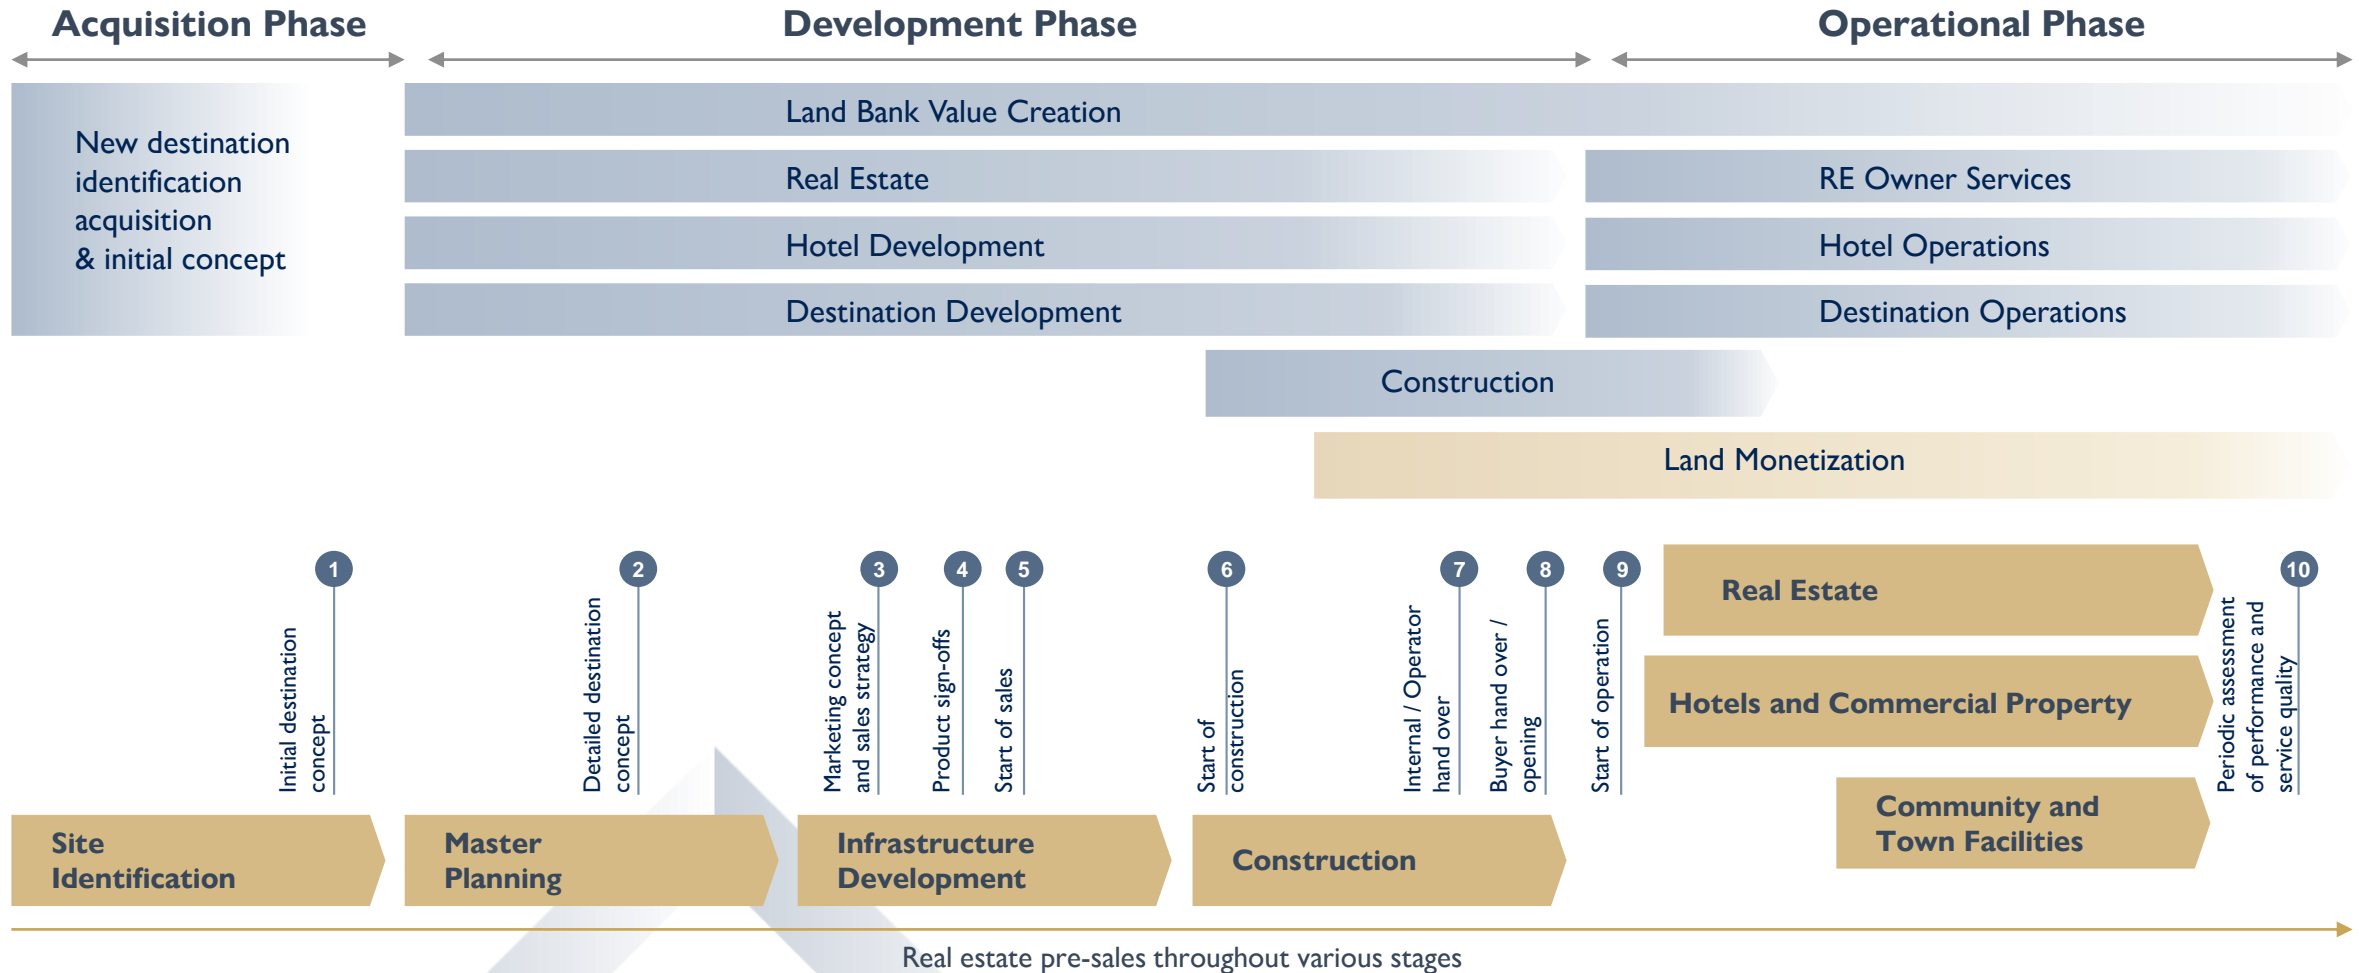 Acquisition Phase
Development Phase
Operational Phase
New destination
identification
acquisition
& initial concept
Land Bank Value Creation
Real Estate
RE Owner Services
Hotel Development
Hotel Operations
Destination Development
Destination Operations
Construction
Land Monetization
1
Initial destination
concept
2
Detailed destination
concept
3
Marketing concept
and sales strategy
4
Product sign-offs
5
Start of sales
6
Start of
construction
7
Internal / Operator
hand over
8
Buyer hand over /
opening
9
Start of operation
Real Estate
Hotels and Commercial Property
Community and
Town Facilities
10
Periodic assessment
of performance and
service quality
Site
Identification
Master
Planning
Infrastructure
Development
Construction
Real estate pre-sales throughout various stages